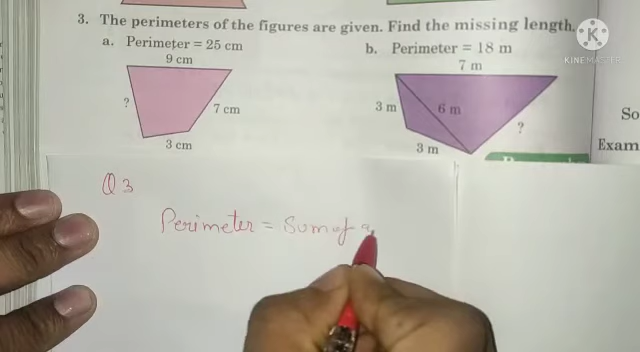 3. The perimeters of the figures are given. Find the missing length.
a. Perimeter = 25 cm
9 cm
?
7 cm
3 cm
b. Perimeter = 18 m
7 m
3 m
6 m
?
3 m
K
KINEMASTER
So
Exam
Q 3
Perimeter = Sum of a